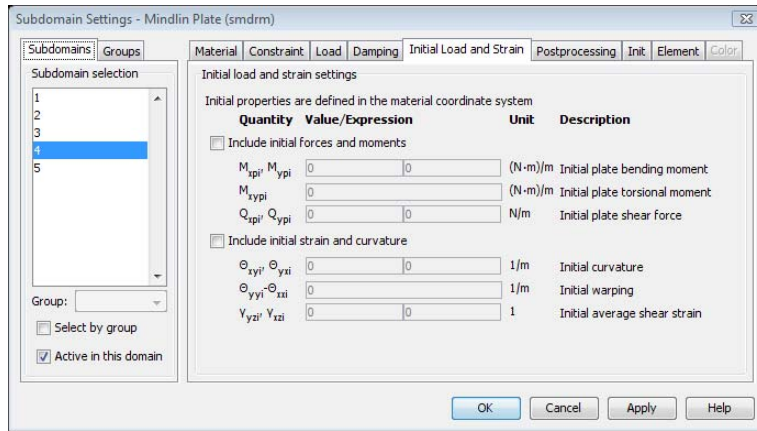 Subdomain Settings - Mindlin Plate (smdrm)
Subdomains Groups
Material Constraint Load Damping Initial Load and Strain Postprocessing Init Element Color
Subdomain selection
1
2
3
4
5
Group:
Select by group
Active in this domain
Initial load and strain settings
Initial properties are defined in the material coordinate system
Quantity Value/Expression Unit Description
Include initial forces and moments
Mxpi, Mypi 0 0 (N·m)/m Initial plate bending moment
Mxypi 0 (N·m)/m Initial plate torsional moment
Qxpi, Qypi 0 0 N/m Initial plate shear force
Include initial strain and curvature
Θxyi, Θyxi 0 0 1/m Initial curvature
Θyyi-Θxxi 0 1/m Initial warping
γyzi, γxzi 0 0 1 Initial average shear strain
OK Cancel Apply Help